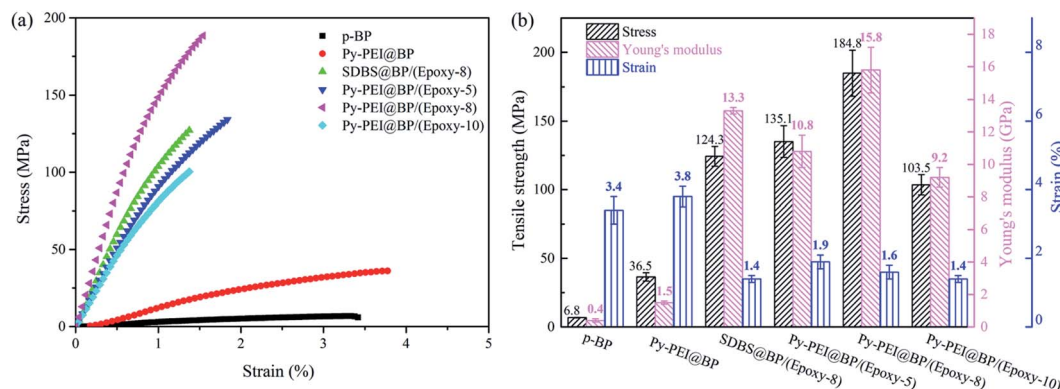 (a)
p-BP
Py-PEI@BP
SDBS@BP/(Epoxy-8)
Py-PEI@BP/(Epoxy-5)
Py-PEI@BP/(Epoxy-8)
Py-PEI@BP/(Epoxy-10)
200
150
100
50
0
Stress (MPa)
0 1 2 3 4 5
Strain (%)
(b)
Stress
Young's modulus
Strain
200
150
100
50
0
Tensile strength (MPa)
6.8
0.4
3.4
36.5
1.5
3.8
124.3
13.3
1.4
135.1
10.8
1.9
184.8
15.8
1.6
103.5
9.2
1.4
p-BP
Py-PEI@BP
SDBS@BP/(Epoxy-8)
Py-PEI@BP/(Epoxy-5)
Py-PEI@BP/(Epoxy-8)
Py-PEI@BP/(Epoxy-10)
18
16
14
12
10
8
6
4
2
0
Young's modulus (GPa)
8
6
4
2
0
Strain (%)